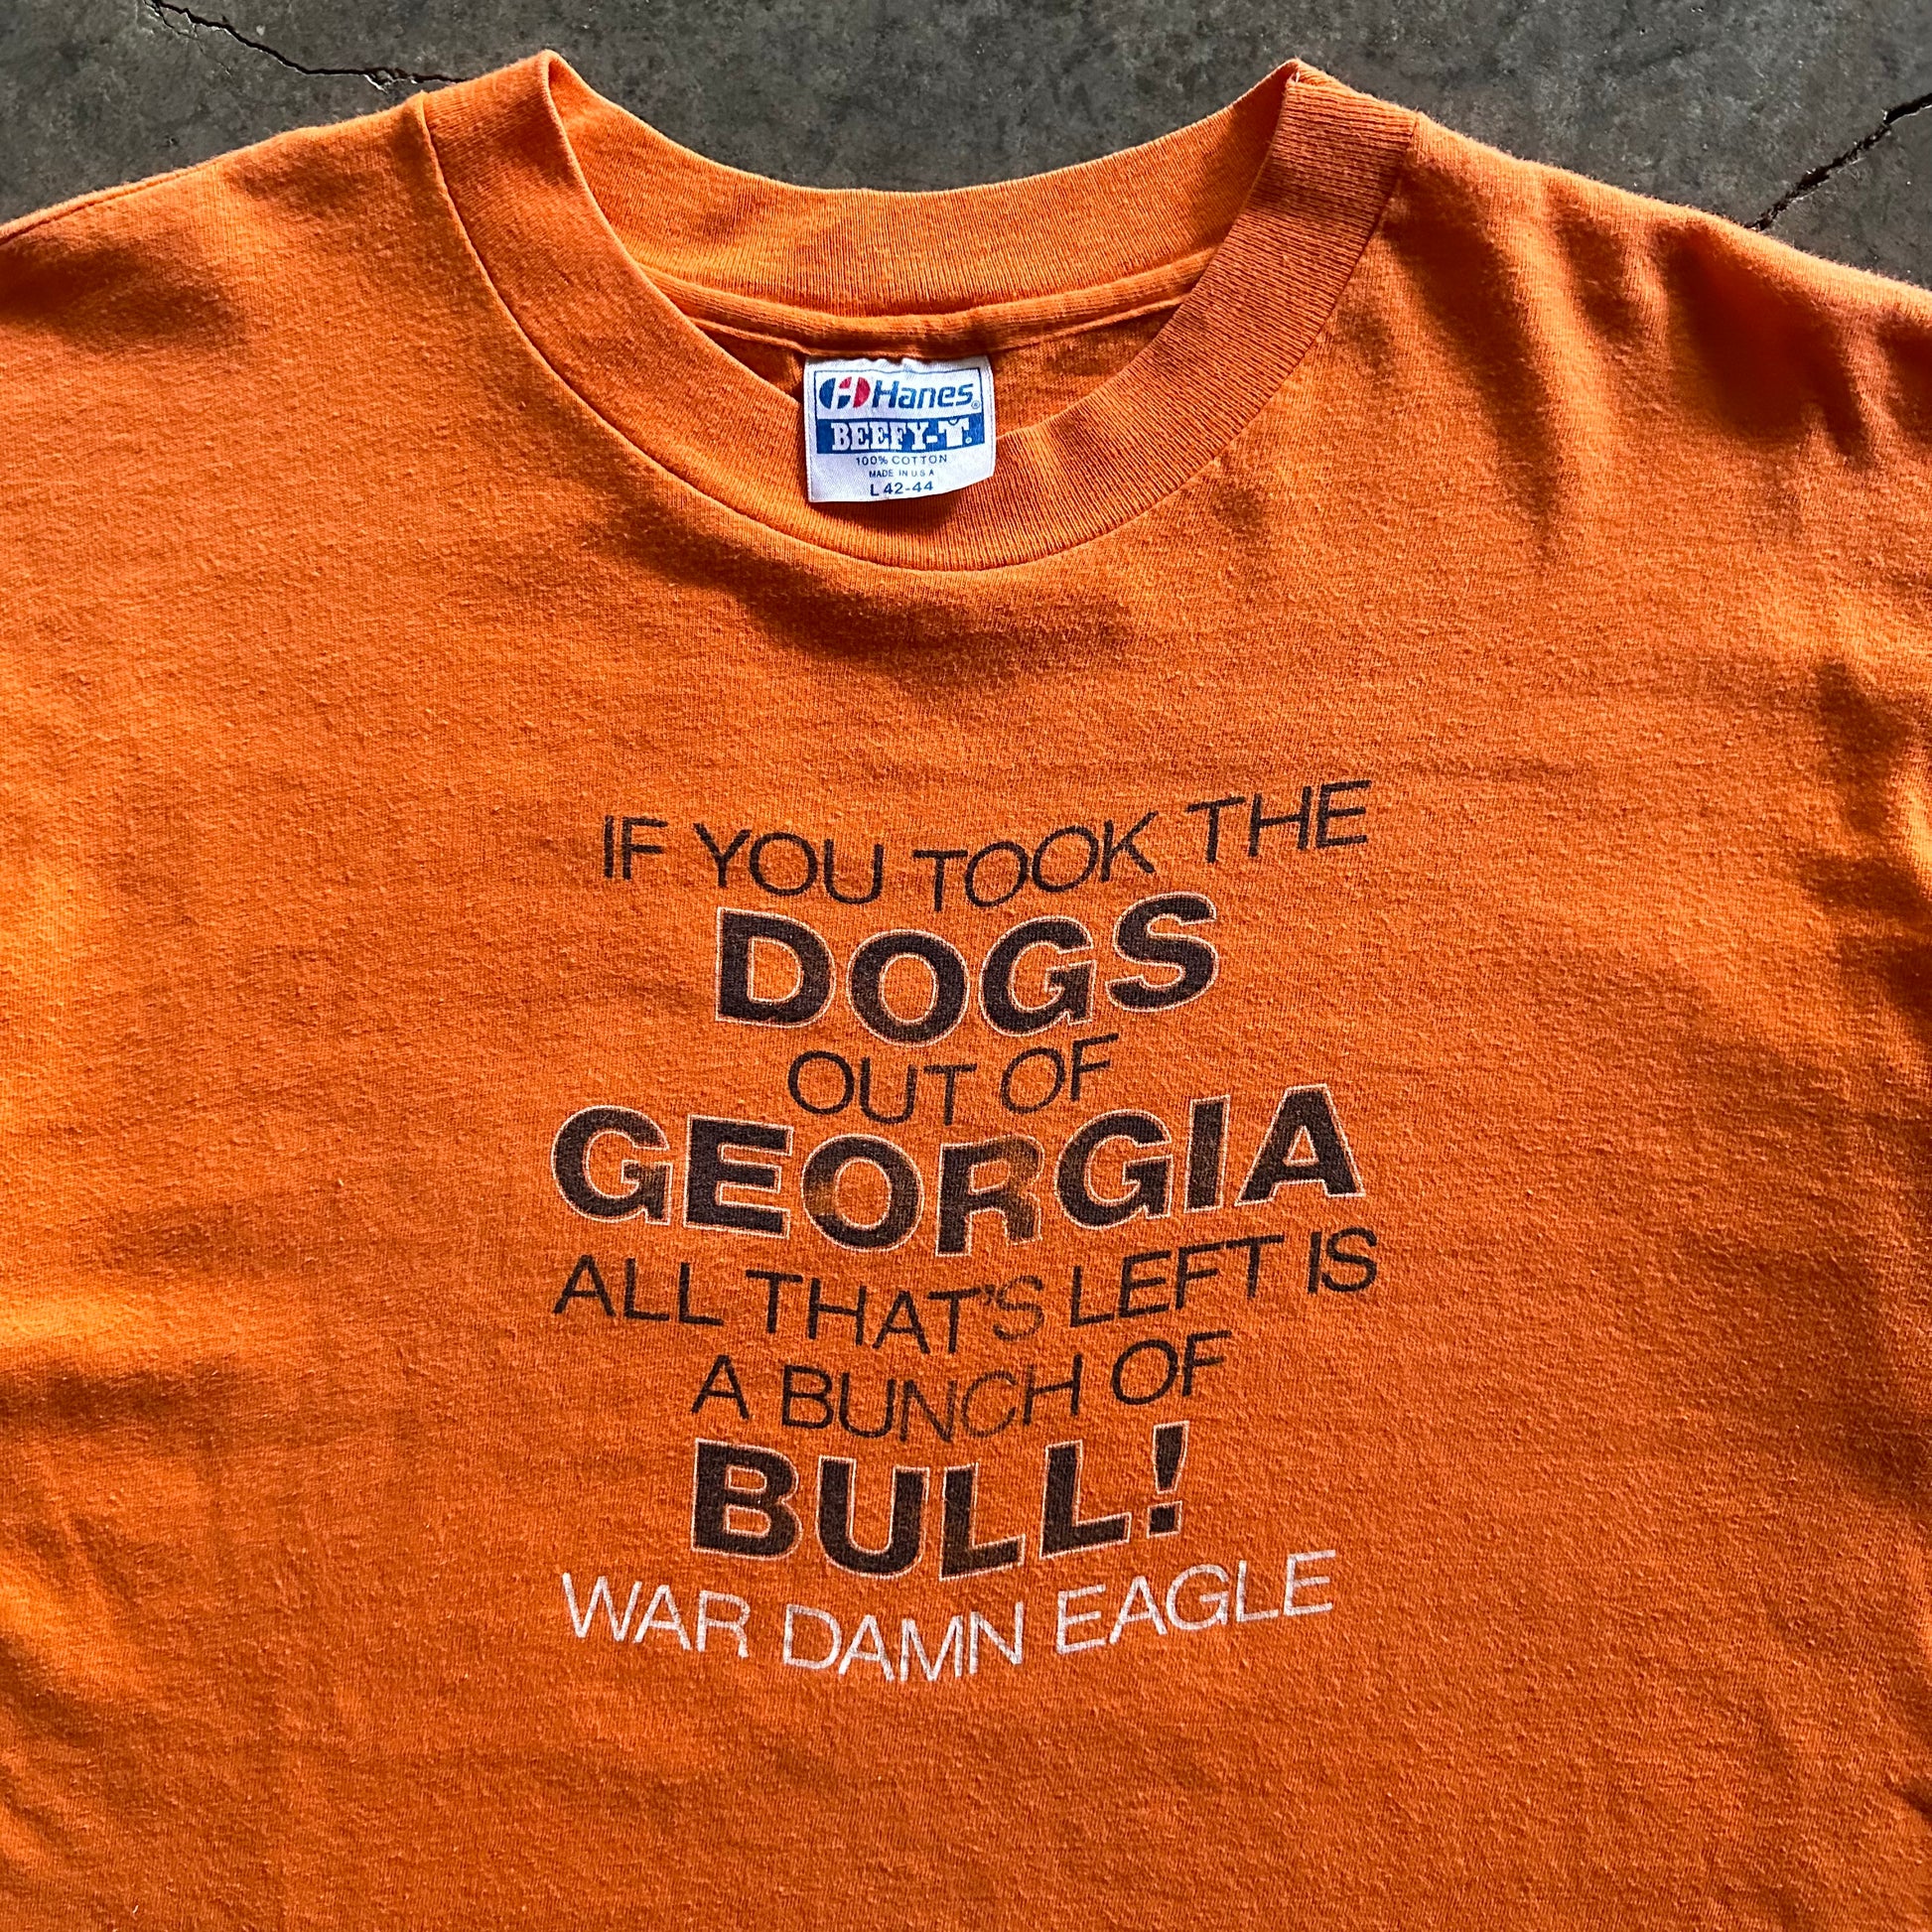 Hanes®
BEEFY-T®
100% COTTON
MADE IN U S A
L 42-44
IF YOU TOOK THE
DOGS
OUT OF
GEORGIA
ALL THAT'S LEFT IS
A BUNCH OF
BULL!
WAR DAMN EAGLE